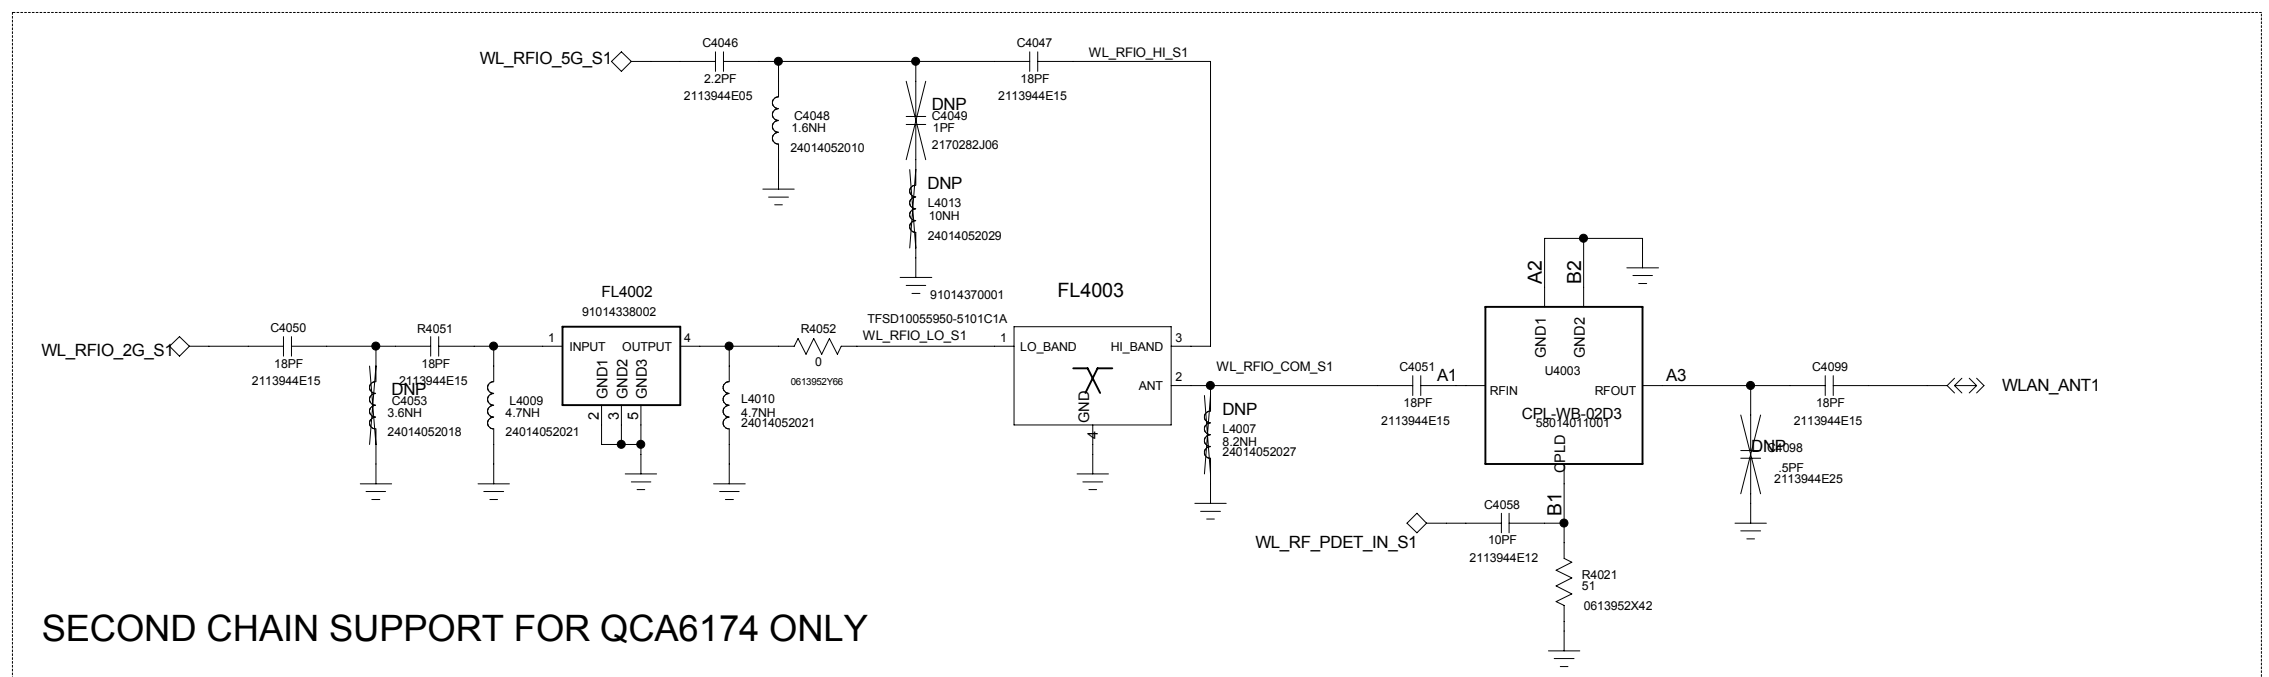 WL_RFIO_5G_S1
C4046
2.2PF
2113944E05
C4047
18PF
2113944E15
WL_RFIO_HI_S1
C4048
1.6NH
24014052010
DNP
C4049
1PF
2170282J06
DNP
L4013
10NH
24014052029
WL_RFIO_2G_S1
C4050
18PF
2113944E15
DNP
C4053
3.6NH
24014052018
R4051
18PF
2113944E15
L4009
4.7NH
24014052021
FL4002
91014338002
1
INPUT
OUTPUT
4
GND1
GND2
GND3
2
3
5
L4010
4.7NH
24014052021
R4052
0
0613952Y66
91014370001
TFSD10055950-5101C1A
WL_RFIO_LO_S1
FL4003
1
LO_BAND
HI_BAND
3
ANT
2
GND
4
WL_RFIO_COM_S1
DNP
L4007
8.2NH
24014052027
C4051
18PF
2113944E15
A1
A2
B2
GND1
GND2
U4003
RFIN
RFOUT
CPL-WB-02D3
58014011001
CPLD
B1
A3
WL_RF_PDET_IN_S1
C4058
10PF
2113944E12
R4021
51
0613952X42
DNP
C4098
.5PF
2113944E25
C4099
18PF
2113944E15
WLAN_ANT1
SECOND CHAIN SUPPORT FOR QCA6174 ONLY